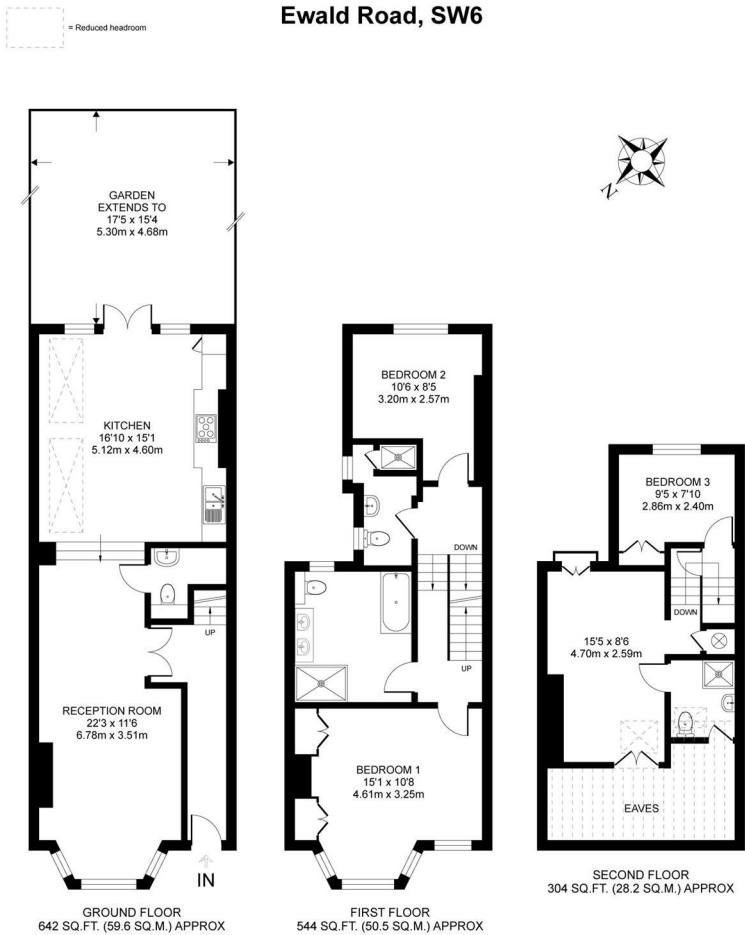 Ewald Road, SW6
= Reduced headroom
N
GARDEN
EXTENDS TO
17'5 x 15'4
5.30m x 4.68m
KITCHEN
16'10 x 15'1
5.12m x 4.60m
UP
RECEPTION ROOM
22'3 x 11'6
6.78m x 3.51m
IN
GROUND FLOOR
642 SQ.FT. (59.6 SQ.M.) APPROX
BEDROOM 2
10'6 x 8'5
3.20m x 2.57m
DOWN
UP
BEDROOM 1
15'1 x 10'8
4.61m x 3.25m
FIRST FLOOR
544 SQ.FT. (50.5 SQ.M.) APPROX
BEDROOM 3
9'5 x 7'10
2.86m x 2.40m
DOWN
15'5 x 8'6
4.70m x 2.59m
EAVES
SECOND FLOOR
304 SQ.FT. (28.2 SQ.M.) APPROX